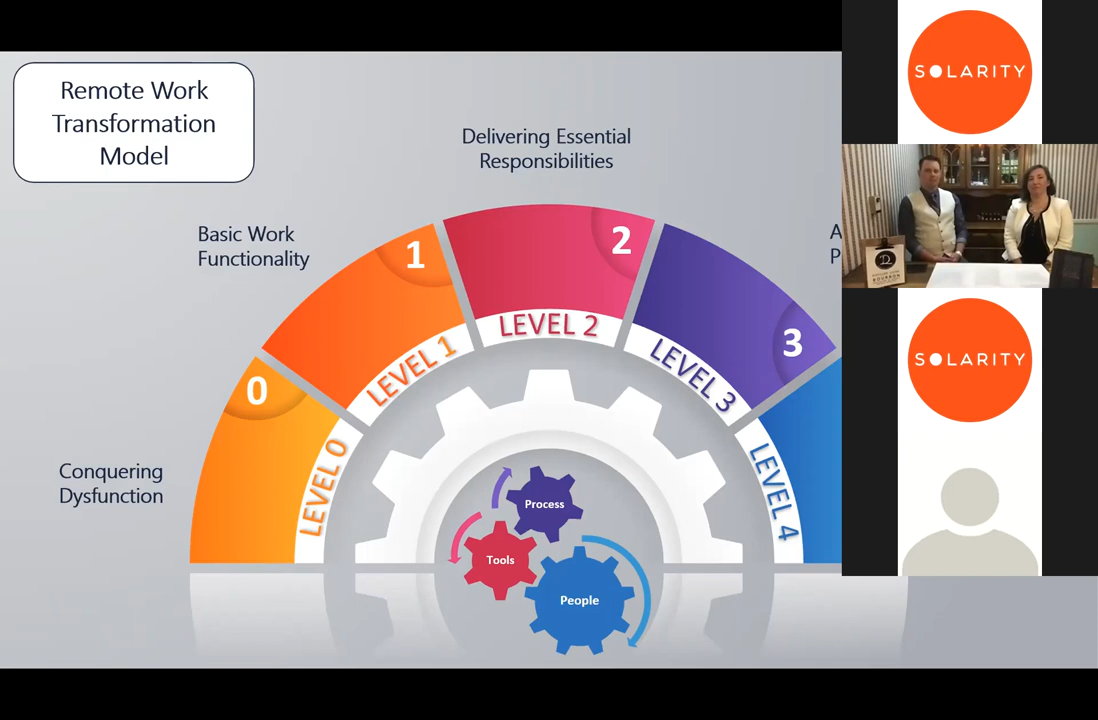 Remote Work
Transformation
Model
Delivering Essential
Responsibilities
Basic Work
Functionality
Conquering
Dysfunction
A
P
0
1
2
3
LEVEL 0
LEVEL 1
LEVEL 2
LEVEL 3
LEVEL 4
Process
Tools
People
SOLARITY
BOURBON
SOLARITY